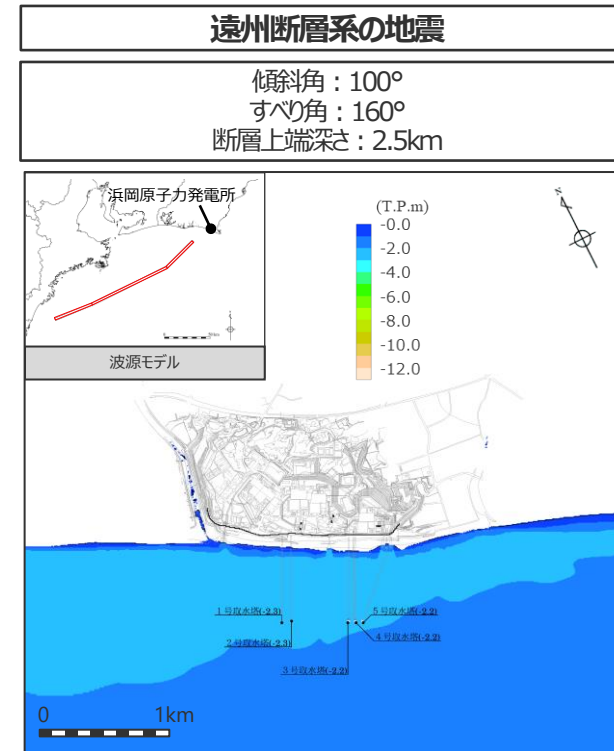 遠州断層系の地震
傾斜角：100°
すべり角：160°
断層上端深さ：2.5km
浜岡原子力発電所
波源モデル
(T.P.m)
-0.0
-2.0
-4.0
-6.0
-8.0
-10.0
-12.0
1号取水塔(-2.3)
5号取水塔(-2.2)
2号取水塔(-2.3)
4号取水塔(-2.2)
3号取水塔(-2.2)
0 1km